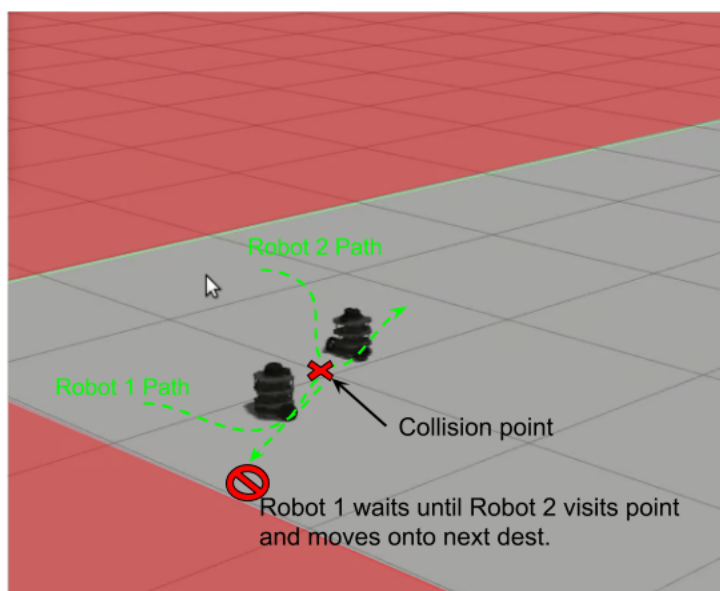 Robot 2 Path
Robot 1 Path
Collision point
Robot 1 waits until Robot 2 visits point
and moves onto next dest.